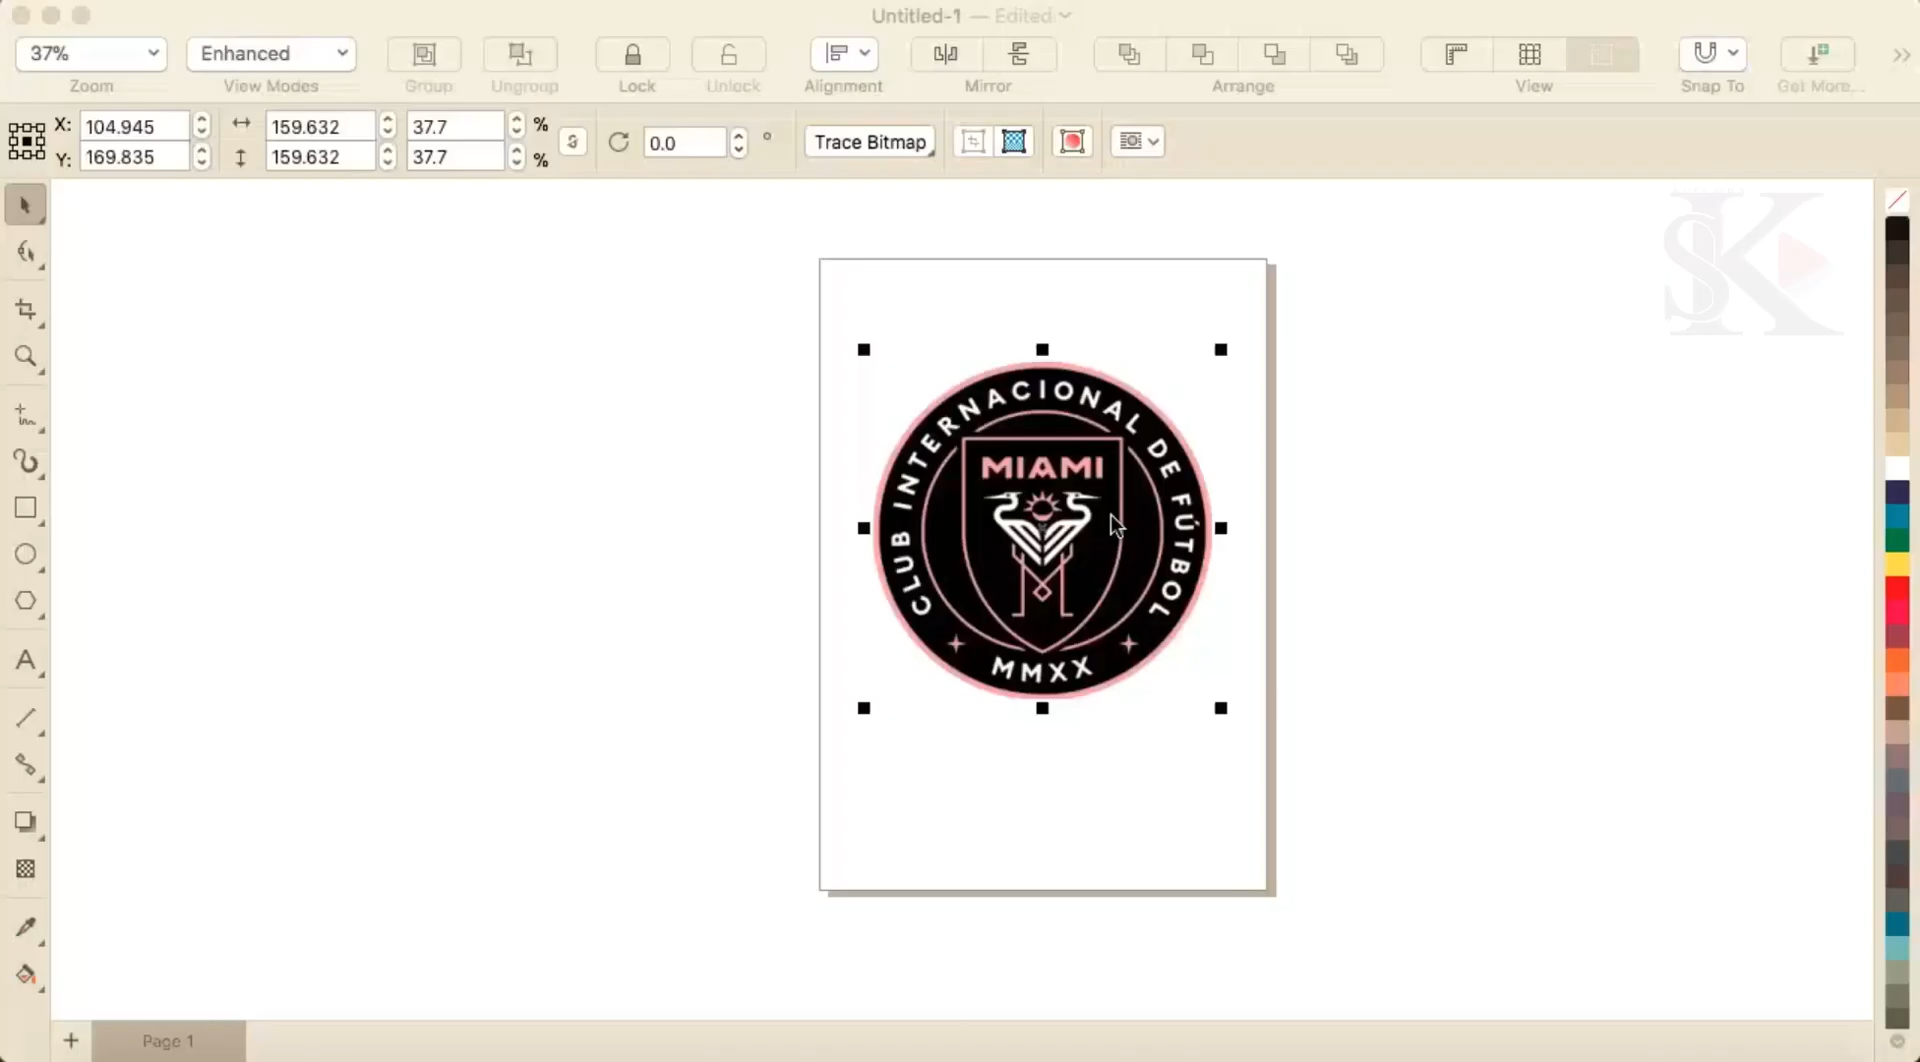 Untitled-1 — Edited
37%
Enhanced
Zoom
View Modes
Group
Ungroup
Lock
Unlock
Alignment
Mirror
Arrange
View
Snap To
Get More...
X: 104.945
159.632
37.7 %
Y: 169.835
159.632
37.7 %
0.0 °
Trace Bitmap
SK
CLUB INTERNACIONAL DE FÚTBOL
MIAMI
MMXX
A
+ Page 1